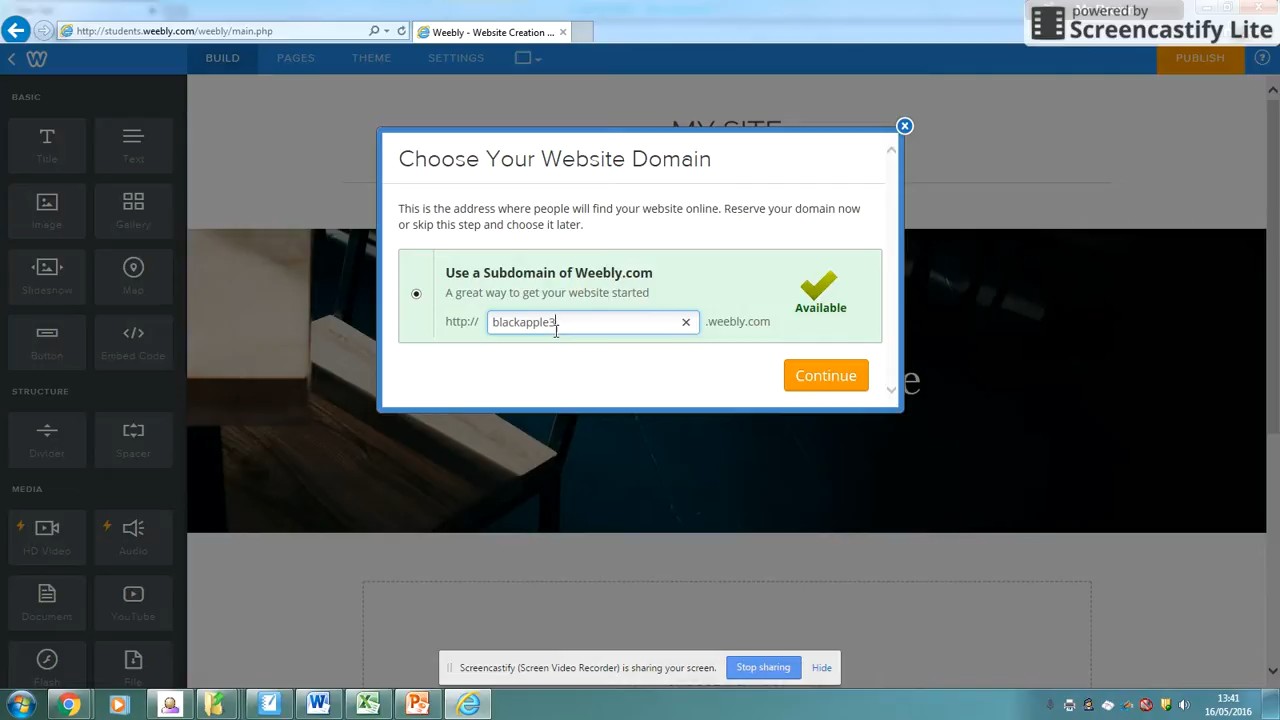 powered by
Screencastify Lite
http://students.weebly.com/weebly/main.php
Weebly - Website Creation ...
BUILD
PAGES
THEME
SETTINGS
PUBLISH
BASIC
MY SITE
Title
Text
Choose Your Website Domain
This is the address where people will find your website online. Reserve your domain now
or skip this step and choose it later.
Image
Gallery
Use a Subdomain of Weebly.com
A great way to get your website started
Slideshow
Map
http://
blackapple3
.weebly.com
Available
Button
Embed Code
Continue
STRUCTURE
Divider
Spacer
MEDIA
HD Video
Audio
Document
YouTube
Screencastify (Screen Video Recorder) is sharing your screen.
Stop sharing
Hide
Flash
File
13:41
16/05/2016